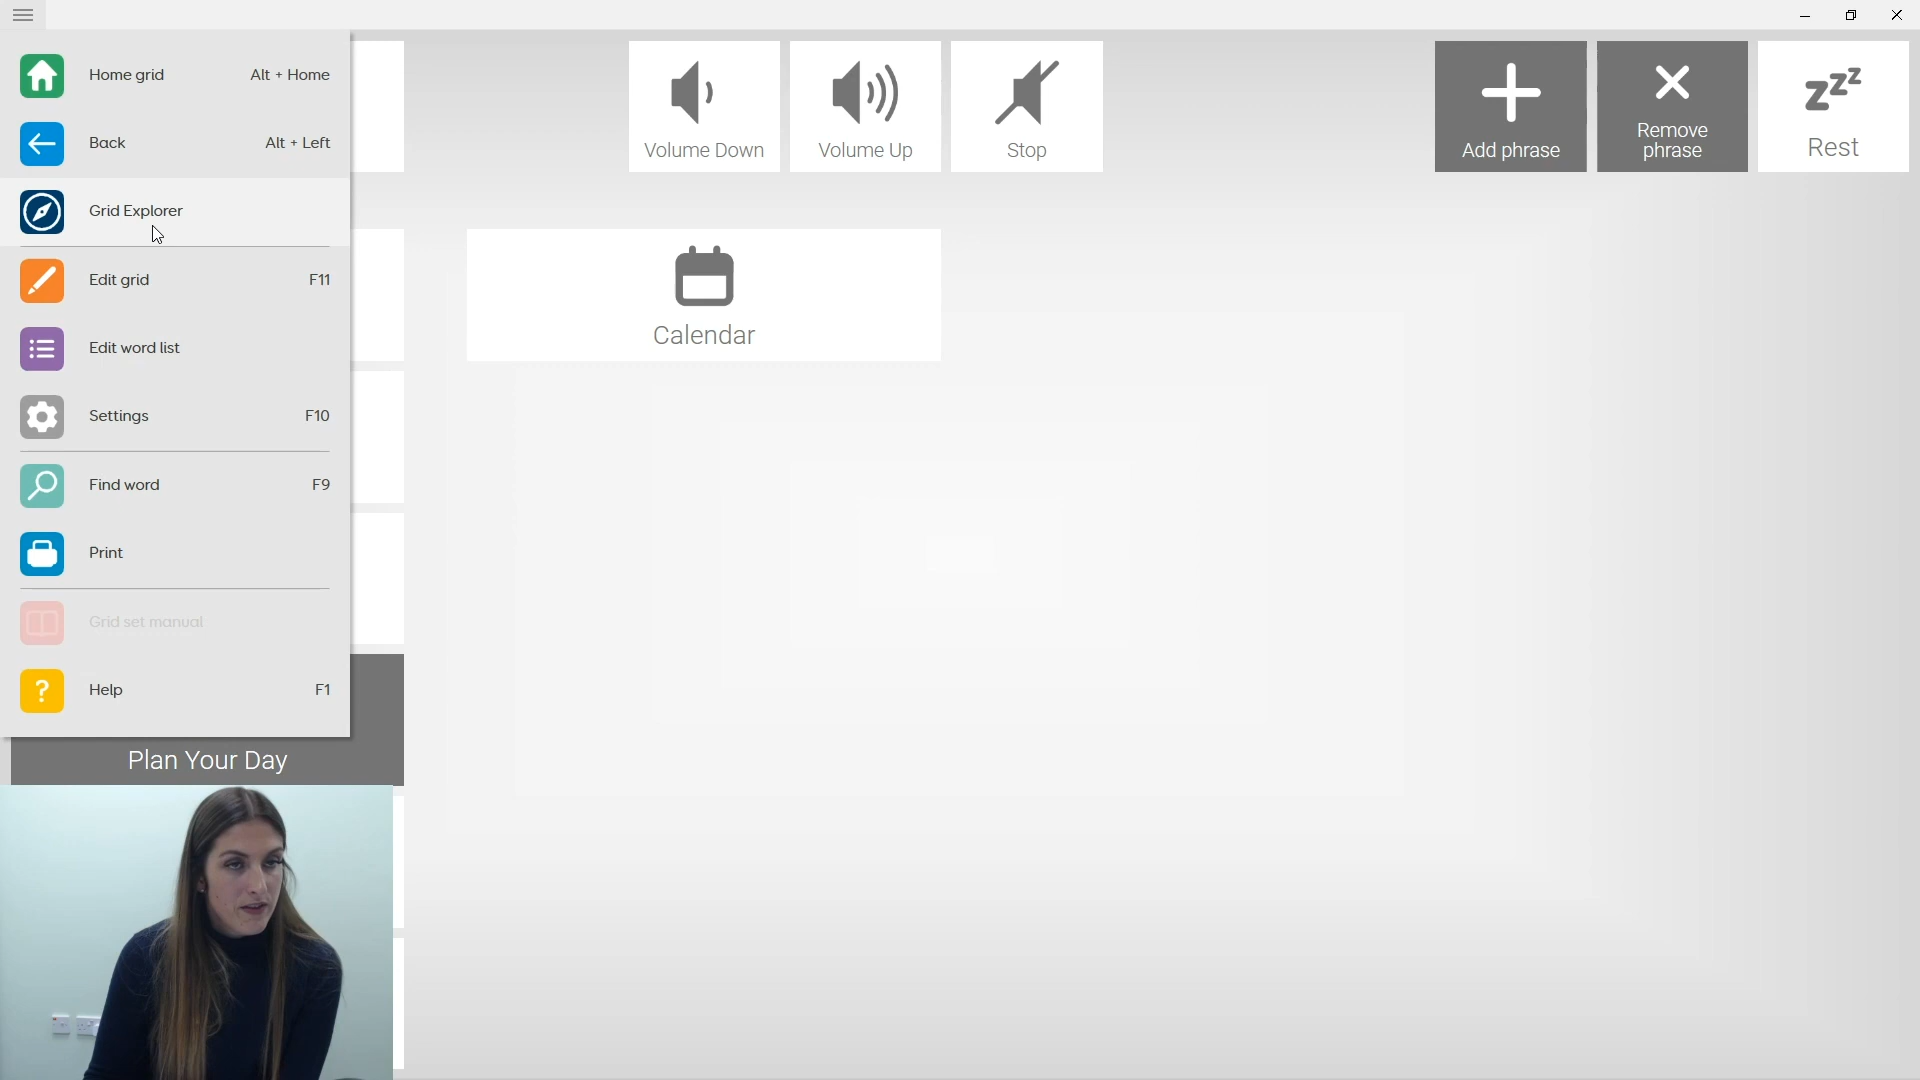 Home grid Alt + Home
Back Alt + Left
Grid Explorer
Edit grid F11
Edit word list
Settings F10
Find word F9
Print
Grid set manual
Help F1
Volume Down
Volume Up
Stop
Add phrase
Remove
phrase
zzz
Rest
Calendar
Plan Your Day